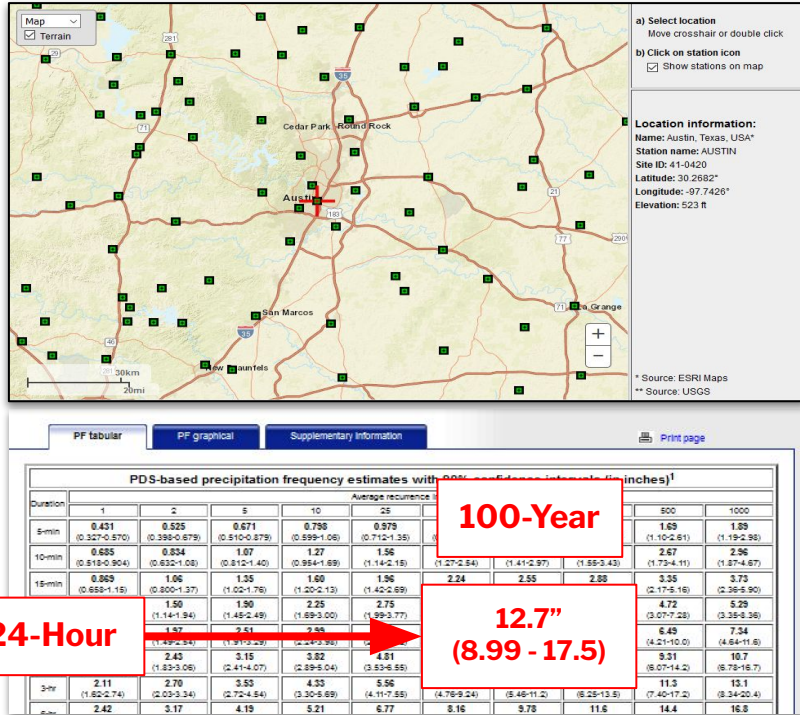 Map
Terrain
a) Select location
Move crosshair or double click
b) Click on station icon
Show stations on map
Location information:
Name: Austin, Texas, USA*
Station name: AUSTIN
Site ID: 41-0420
Latitude: 30.2682°
Longitude: -97.7426°
Elevation: 523 ft
* Source: ESRI Maps
** Source: USGS
29
281
35
71
Cedar Park
Round Rock
Austin
183
21
77
290
71
La Grange
San Marcos
35
46
281
New Braunfels
30km
20mi
+
−
PF tabular
PF graphical
Supplementary information
Print page
PDS-based precipitation frequency estimates with 90% confidence intervals (in inches)1
Duration
Average recurrence
1 2 5 10 25 500 1000
5-min 0.431 0.525 0.671 0.798 0.979 1.69 1.89
(0.327-0.570) (0.398-0.679) (0.510-0.879) (0.599-1.06) (0.712-1.35) (1.10-2.61) (1.19-2.98)
10-min 0.685 0.834 1.07 1.27 1.56 2.67 2.96
(0.518-0.904) (0.632-1.08) (0.812-1.40) (0.954-1.69) (1.14-2.15) (1.27-2.54) (1.41-2.97) (1.55-3.43) (1.73-4.11) (1.87-4.67)
15-min 0.869 1.06 1.35 1.60 1.96 2.24 2.55 2.88 3.35 3.73
(0.658-1.15) (0.800-1.37) (1.02-1.76) (1.20-2.13) (1.42-2.69) (2.17-5.16) (2.36-5.90)
1.50 1.90 2.25 2.75 4.72 5.29
(1.14-1.94) (1.45-2.49) (1.69-3.00) (1.99-3.77) (3.07-7.28) (3.35-8.36)
1.97 2.51 2.99 6.49 7.34
(4.21-10.0) (4.64-11.6)
2.43 3.15 3.82 4.81 9.31 10.7
(1.83-3.06) (2.41-4.07) (2.89-5.04) (3.53-6.55) (6.07-14.2) (6.78-16.7)
3-hr 2.11 2.70 3.53 4.33 5.56 11.3 13.1
(1.62-2.74) (2.03-3.34) (2.72-4.54) (3.30-5.69) (4.11-7.55) (4.76-9.24) (5.46-11.2) (6.25-13.5) (7.40-17.2) (8.34-20.4)
6-hr 2.42 3.17 4.19 5.21 6.77 8.16 9.78 11.6 14.4 16.8
100-Year
24-Hour
12.7”
(8.99 - 17.5)